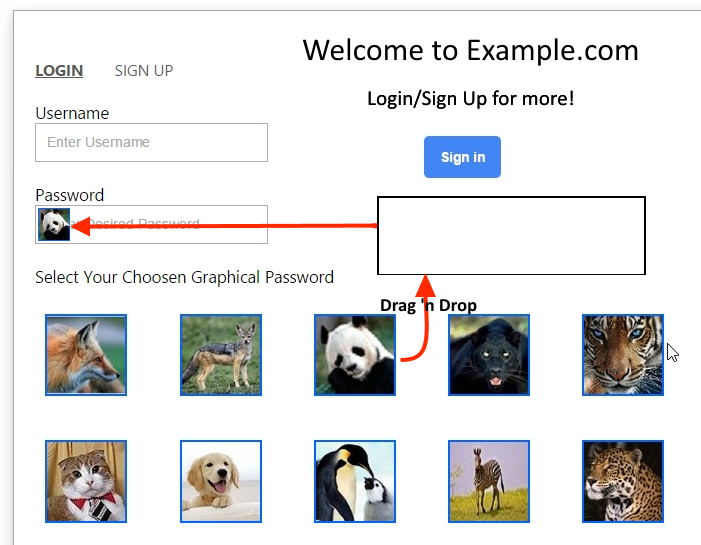 Welcome to Example.com
LOGIN SIGN UP
Login/Sign Up for more!
Username
Enter Username
Sign in
Password
Desired Password
Select Your Choosen Graphical Password
Drag 'n Drop